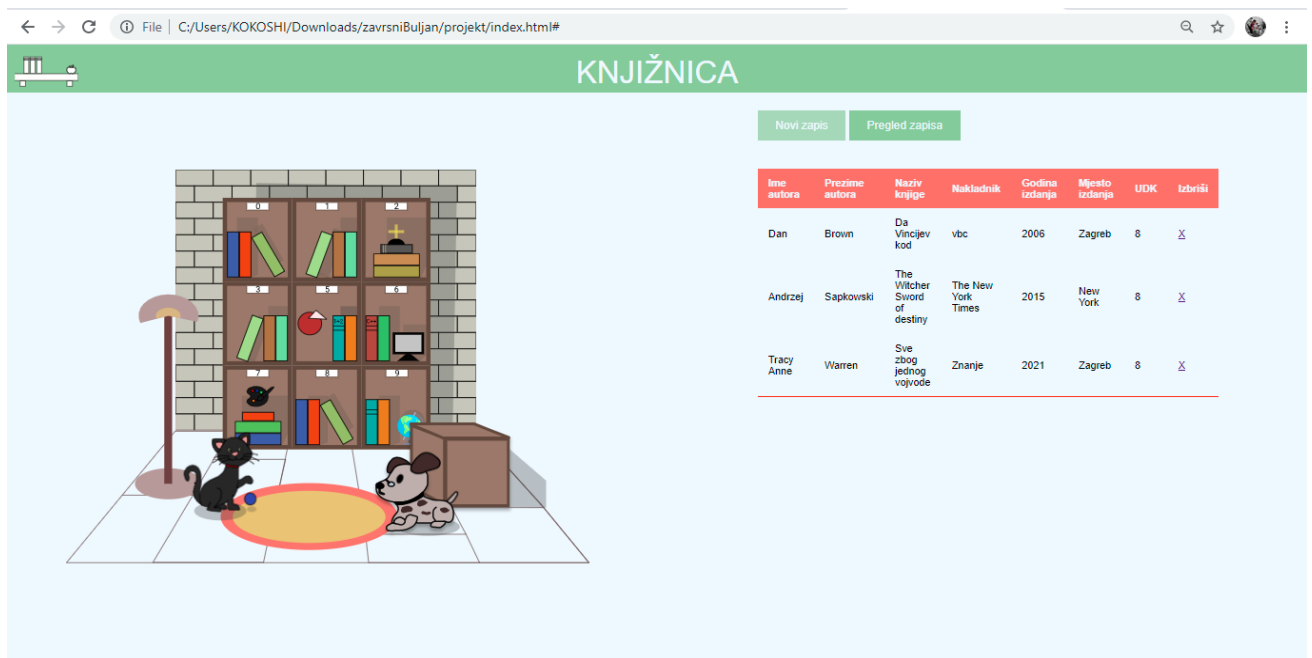 File | C:/Users/KOKOSHI/Downloads/zavrsniBuljan/projekt/index.html#
KNJIŽNICA
Novi zapis
Pregled zapisa
Ime autora
Prezime autora
Naziv knjige
Nakladnik
Godina izdanja
Mjesto izdanja
UDK
Izbriši
Dan
Brown
Da Vincijev kod
vbc
2006
Zagreb
8
X
Andrzej
Sapkowski
The Witcher Sword of destiny
The New York Times
2015
New York
8
X
Tracy Anne
Warren
Sve zbog jednog vojvode
Znanje
2021
Zagreb
8
X
0
1
2
3
5
6
7
8
9